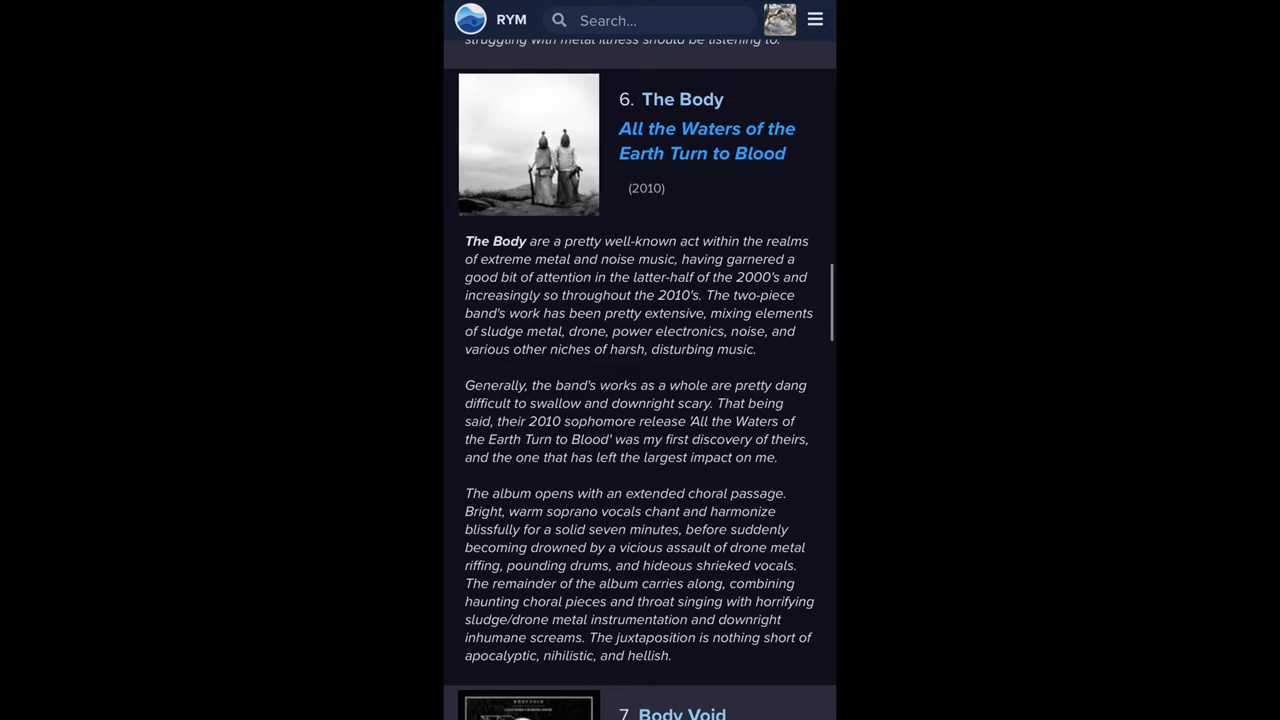 RYM
Search...
struggling with metal illness should be listening to.
6. The Body
All the Waters of the
Earth Turn to Blood
(2010)
The Body are a pretty well-known act within the realms
of extreme metal and noise music, having garnered a
good bit of attention in the latter-half of the 2000's and
increasingly so throughout the 2010's. The two-piece
band's work has been pretty extensive, mixing elements
of sludge metal, drone, power electronics, noise, and
various other niches of harsh, disturbing music.
Generally, the band's works as a whole are pretty dang
difficult to swallow and downright scary. That being
said, their 2010 sophomore release 'All the Waters of
the Earth Turn to Blood' was my first discovery of theirs,
and the one that has left the largest impact on me.
The album opens with an extended choral passage.
Bright, warm soprano vocals chant and harmonize
blissfully for a solid seven minutes, before suddenly
becoming drowned by a vicious assault of drone metal
riffing, pounding drums, and hideous shrieked vocals.
The remainder of the album carries along, combining
haunting choral pieces and throat singing with horrifying
sludge/drone metal instrumentation and downright
inhumane screams. The juxtaposition is nothing short of
apocalyptic, nihilistic, and hellish.
7. Body Void